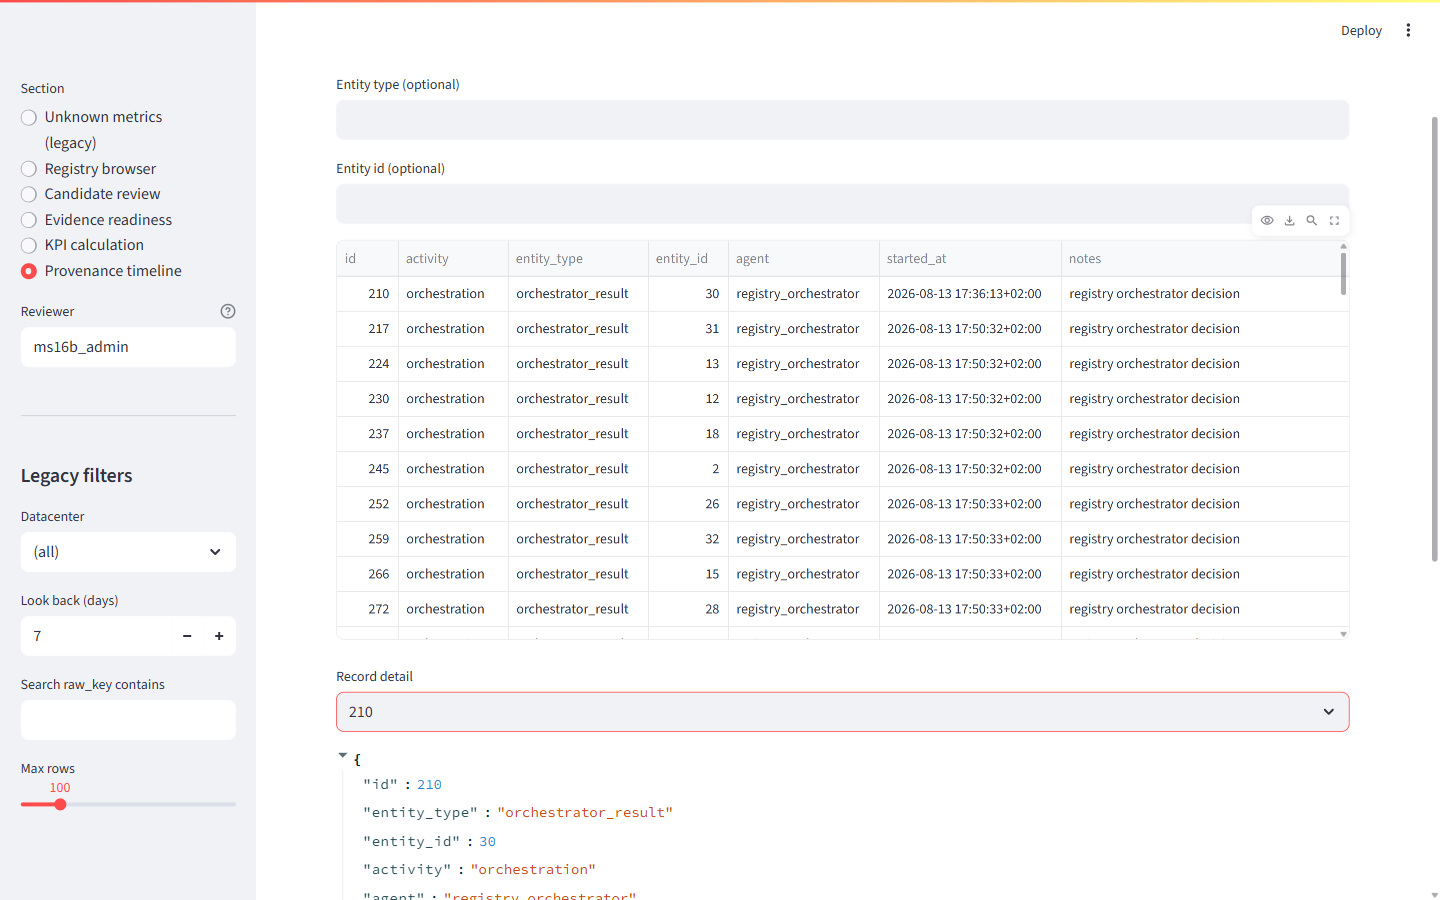 Deploy
Section
Unknown metrics
(legacy)
Registry browser
Candidate review
Evidence readiness
KPI calculation
Provenance timeline
Reviewer
ms16b_admin
Legacy filters
Datacenter
(all)
Look back (days)
7
Search raw_key contains
Max rows
100
Entity type (optional)
Entity id (optional)
id activity entity_type entity_id agent started_at notes
210 orchestration orchestrator_result 30 registry_orchestrator 2026-08-13 17:36:13+02:00 registry orchestrator decision
217 orchestration orchestrator_result 31 registry_orchestrator 2026-08-13 17:50:32+02:00 registry orchestrator decision
224 orchestration orchestrator_result 13 registry_orchestrator 2026-08-13 17:50:32+02:00 registry orchestrator decision
230 orchestration orchestrator_result 12 registry_orchestrator 2026-08-13 17:50:32+02:00 registry orchestrator decision
237 orchestration orchestrator_result 18 registry_orchestrator 2026-08-13 17:50:32+02:00 registry orchestrator decision
245 orchestration orchestrator_result 2 registry_orchestrator 2026-08-13 17:50:32+02:00 registry orchestrator decision
252 orchestration orchestrator_result 26 registry_orchestrator 2026-08-13 17:50:33+02:00 registry orchestrator decision
259 orchestration orchestrator_result 32 registry_orchestrator 2026-08-13 17:50:33+02:00 registry orchestrator decision
266 orchestration orchestrator_result 15 registry_orchestrator 2026-08-13 17:50:33+02:00 registry orchestrator decision
272 orchestration orchestrator_result 28 registry_orchestrator 2026-08-13 17:50:33+02:00 registry orchestrator decision
Record detail
210
{
"id" : 210
"entity_type" : "orchestrator_result"
"entity_id" : 30
"activity" : "orchestration"
"agent" : "registry_orchestrator"